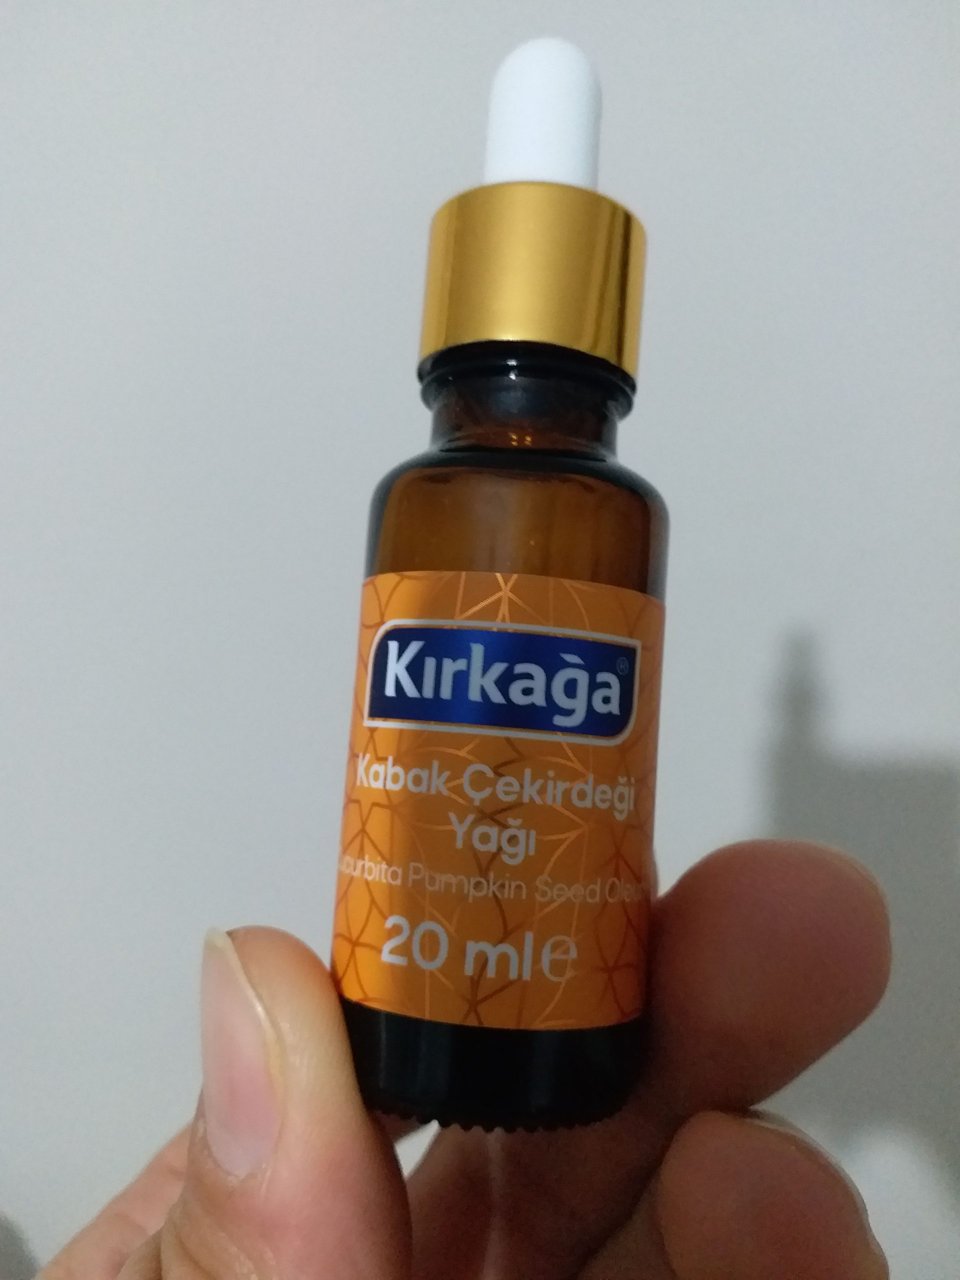 Kırkağa®
Kabak Çekirdeği
Yağı
Pumpkin Seed
20 ml ℮